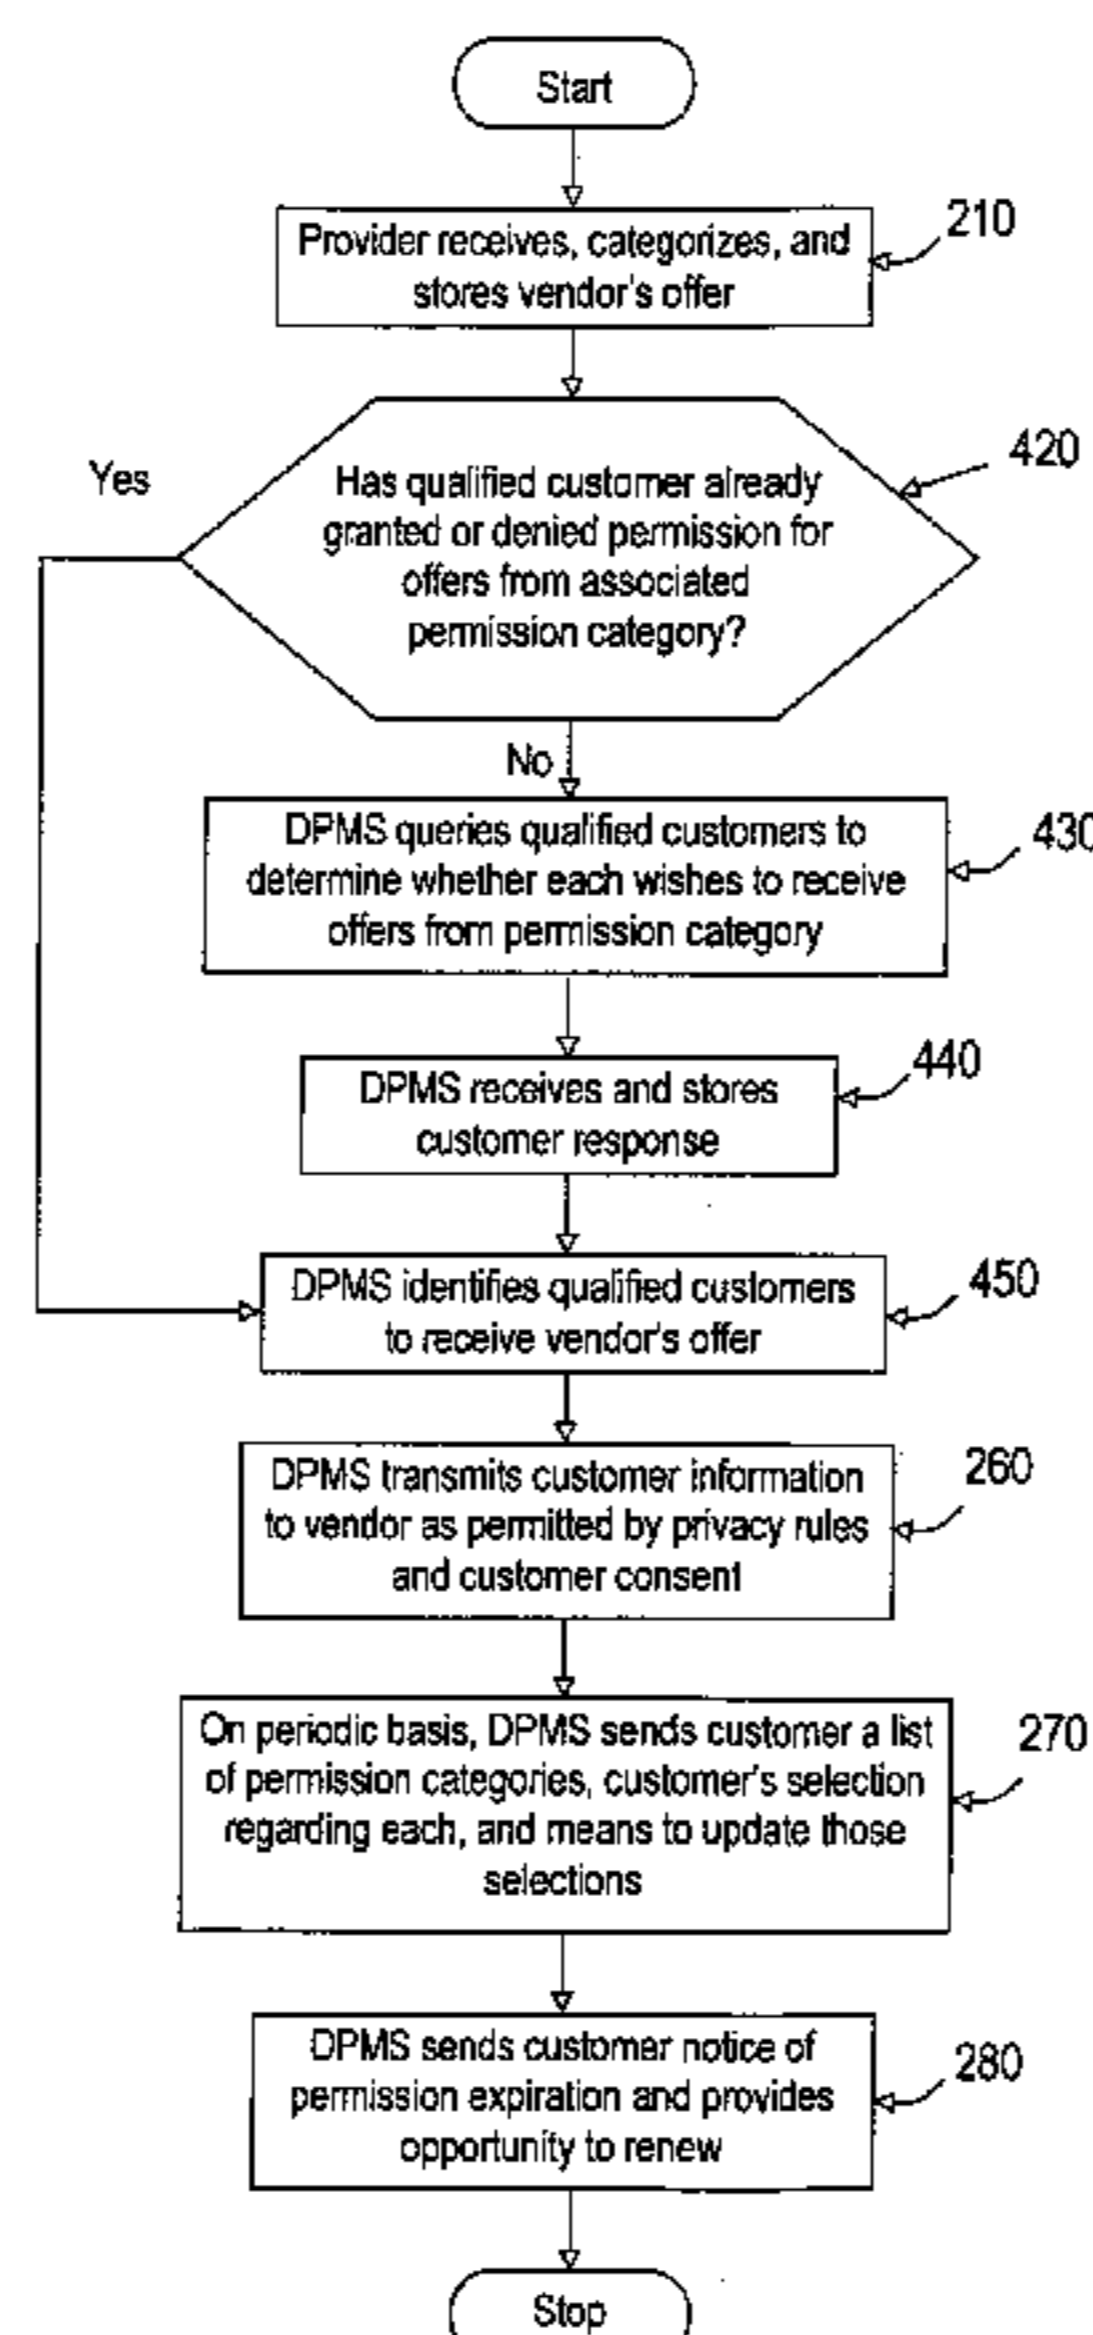 Start
Provider receives, categorizes, and
stores vendor's offer
210
Yes
Has qualified customer already
granted or denied permission for
offers from associated
permission category?
420
No
DPMS queries qualified customers to
determine whether each wishes to receive
offers from permission category
430
DPMS receives and stores
customer response
440
DPMS identifies qualified customers
to receive vendor's offer
450
DPMS transmits customer information
to vendor as permitted by privacy rules
and customer consent
260
On periodic basis, DPMS sends customer a list
of permission categories, customer's selection
regarding each, and means to update those
selections
270
DPMS sends customer notice of
permission expiration and provides
opportunity to renew
280
Stop